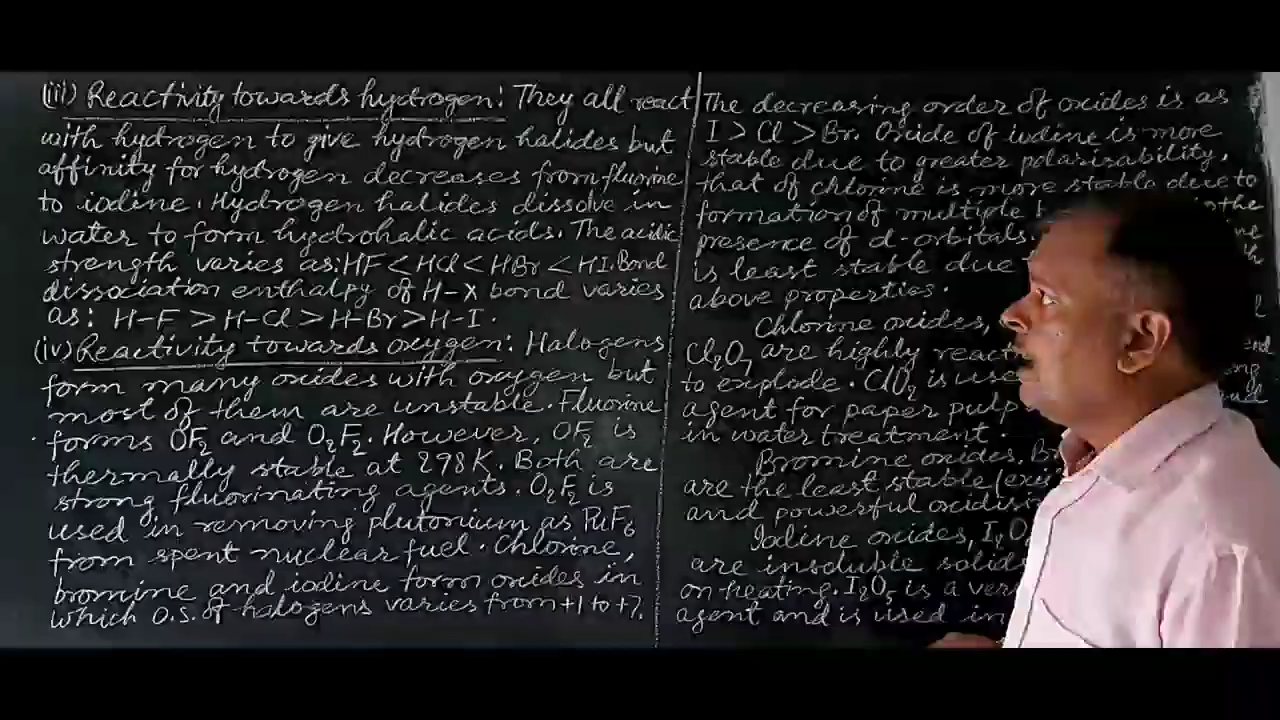 (iii) Reactivity towards hydrogen: They all react
with hydrogen to give hydrogen halides but
affinity for hydrogen decreases from fluorine
to iodine. Hydrogen halides dissolve in
water to form hydrohalic acids. The acidic
strength varies as: HF < HCl < HBr < HI. Bond
dissociation enthalpy of H-X bond varies
as: H-F > H-Cl > H-Br > H-I.
(iv) Reactivity towards oxygen: Halogens
form many oxides with oxygen but
most of them are unstable. Fluorine
forms OF₂ and O₂F₂. However, OF₂ is
thermally stable at 298K. Both are
strong fluorinating agents. O₂F₂ is
used in removing plutonium as PuF₆
from spent nuclear fuel. Chlorine,
bromine and iodine form oxides in
which O.S. of halogens varies from +1 to +7.
The decreasing order of oxides is as
I > Cl > Br. Oxide of iodine is more
stable due to greater polarisability,
that of chlorine is more stable due to
formation of multiple the
presence of d-orbitals.
is least stable due
above properties.
Chlorine oxides,
Cl₂O₇ are highly
to explode. ClO₂ is
agent for paper pulp
in water treatment.
Bromine oxides,
are the least stable
and powerful
Iodine oxides,
are insoluble solids
on heating. I₂O₅ is a
agent and is used in